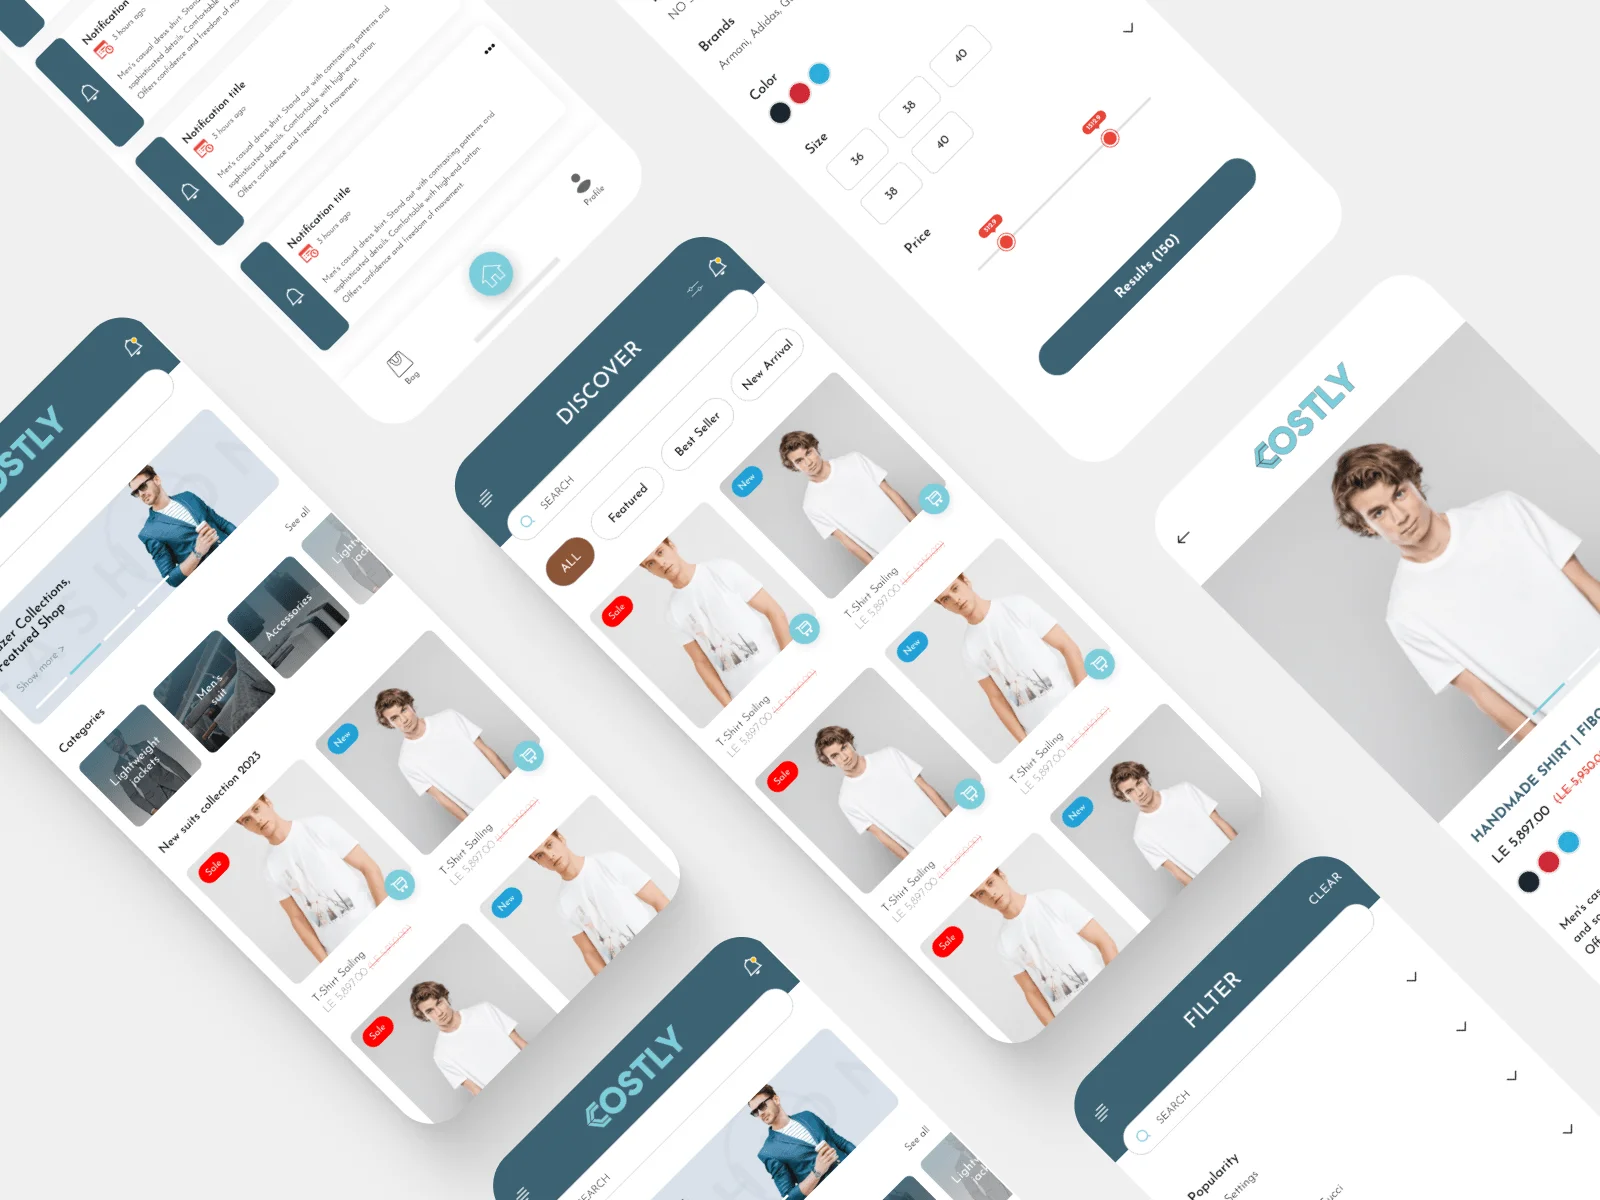 Notification
3 hours ago
Men's casual dress shirt. Stand out with contrasting patterns and
sophisticated details. Comfortable with high-end cotton.
Offers confidence and freedom of movement.
Notification title
3 hours ago
Men's casual dress shirt. Stand out with contrasting patterns and
sophisticated details. Comfortable with high-end cotton.
Offers confidence and freedom of movement.
Notification title
3 hours ago
Men's casual dress shirt. Stand out with contrasting patterns and
sophisticated details. Comfortable with high-end cotton.
Offers confidence and freedom of movement.
Bag
Profile
NO
Brands
Armani, Adidas,
Color
Size
36
38
40
38
40
Price
Results (150)
OSTLY
Collections,
Featured Shop
Show more >
See all
Categories
Lightweight
jackets
Men's
suit
Accessories
New suits collection 2023
Sale
New
T-Shirt Sailing
LE 5,897.00
T-Shirt Sailing
LE 5,897.00
Sale
New
DISCOVER
SEARCH
ALL
Featured
Best Seller
New Arrival
Sale
New
T-Shirt Sailing
LE 5,897.00
T-Shirt Sailing
LE 5,897.00
Sale
New
T-Shirt Sailing
LE 5,897.00
T-Shirt Sailing
LE 5,897.00
Sale
New
COSTLY
HANDMADE SHIRT | FIBO
LE 5,897.00 (LE 5,950.0
Men's cas
and so
Off
COSTLY
SEARCH
See all
FILTER
CLEAR
SEARCH
Popularity
Settings